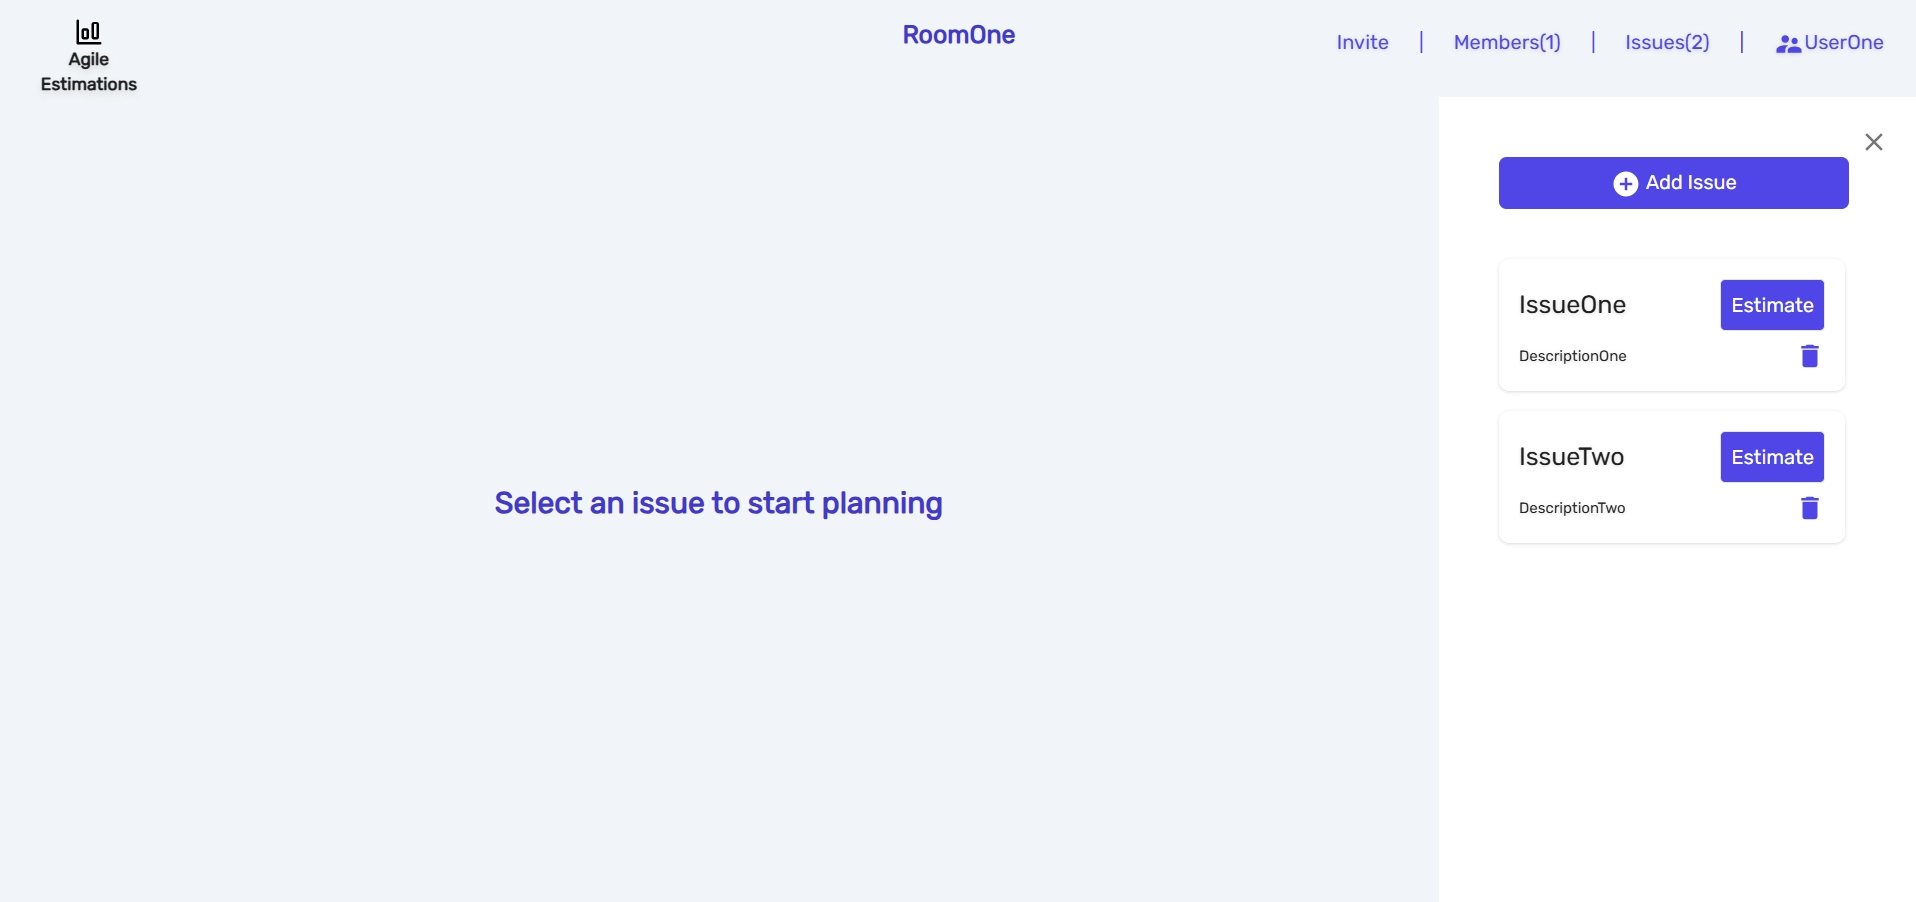 Agile
Estimations
RoomOne
Invite | Members(1) | Issues(2) | UserOne
Add Issue
IssueOne
Estimate
DescriptionOne
IssueTwo
Estimate
DescriptionTwo
Select an issue to start planning